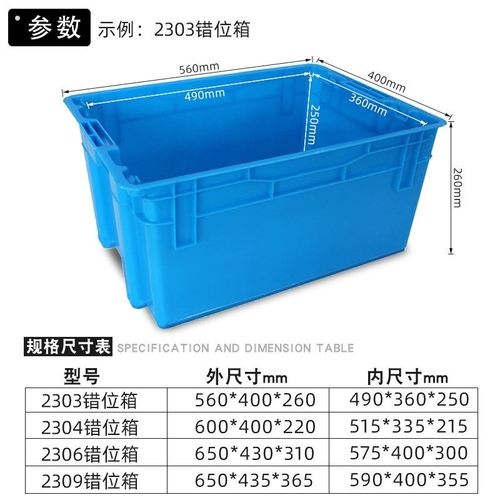 参数 示例：2303错位箱
560mm
400mm
490mm
360mm
250mm
260mm
规格尺寸表 SPECIFICATION AND DIMENSION TABLE
型号 外尺寸mm 内尺寸mm
2303错位箱 560*400*260 490*360*250
2304错位箱 600*400*220 515*335*215
2306错位箱 650*430*310 575*400*300
2309错位箱 650*435*365 590*400*355